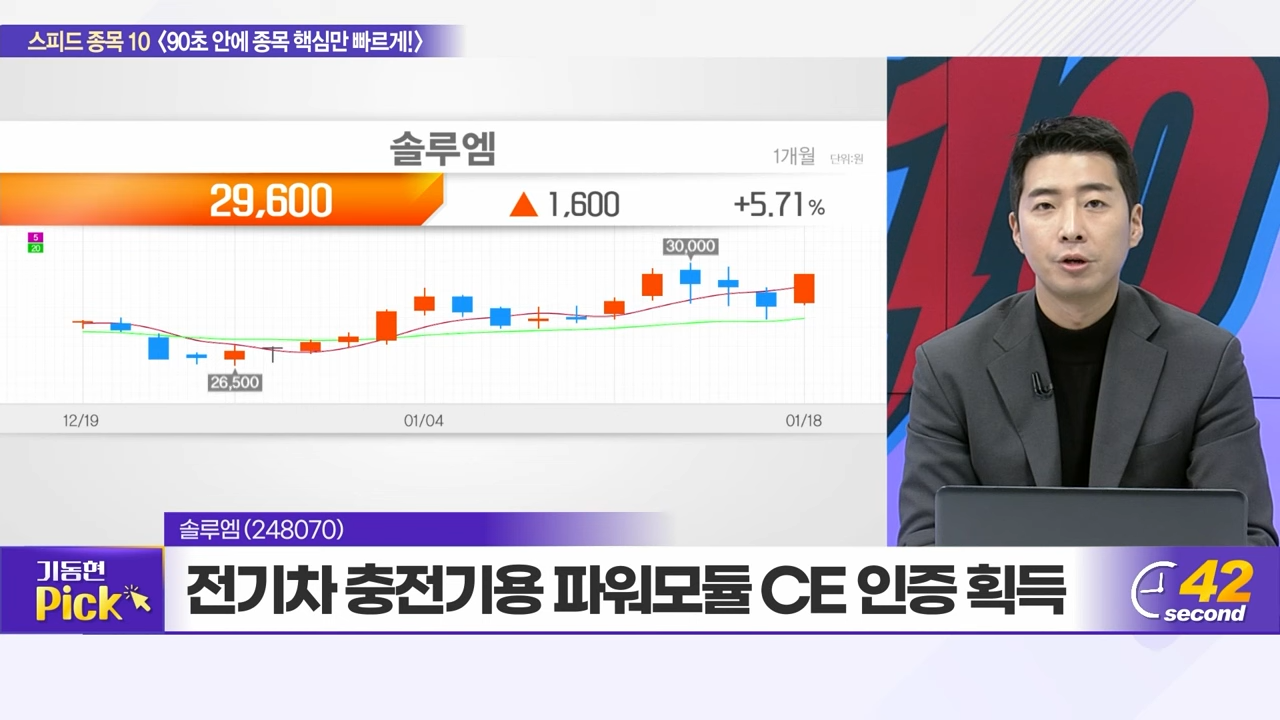 스피드 종목 10 〈90초 안에 종목 핵심만 빠르게!〉
10
솔루엠
1개월 단위:원
29,600 ▲ 1,600 +5.71%
5
20
30,000
26,500
12/19 01/04 01/18
솔루엠(248070)
기동현
Pick
전기차 충전기용 파워모듈 CE 인증 획득
42
second